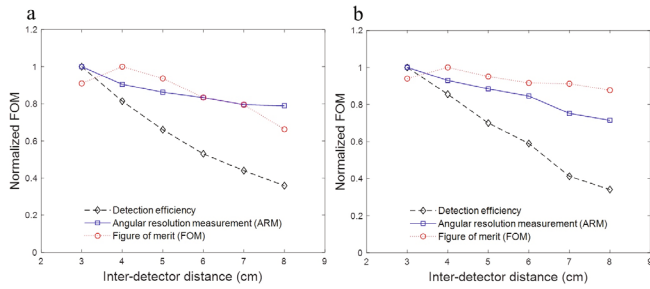 a
1.2
1
0.8
0.6
0.4
0.2
0
2
3
4
5
6
7
8
9
Normalized FOM
Inter-detector distance (cm)
Detection efficiency
Angular resolution measurement (ARM)
Figure of merit (FOM)
b
1.2
1
0.8
0.6
0.4
0.2
0
2
3
4
5
6
7
8
9
Normalized FOM
Inter-detector distance (cm)
Detection efficiency
Angular resolution measurement (ARM)
Figure of merit (FOM)